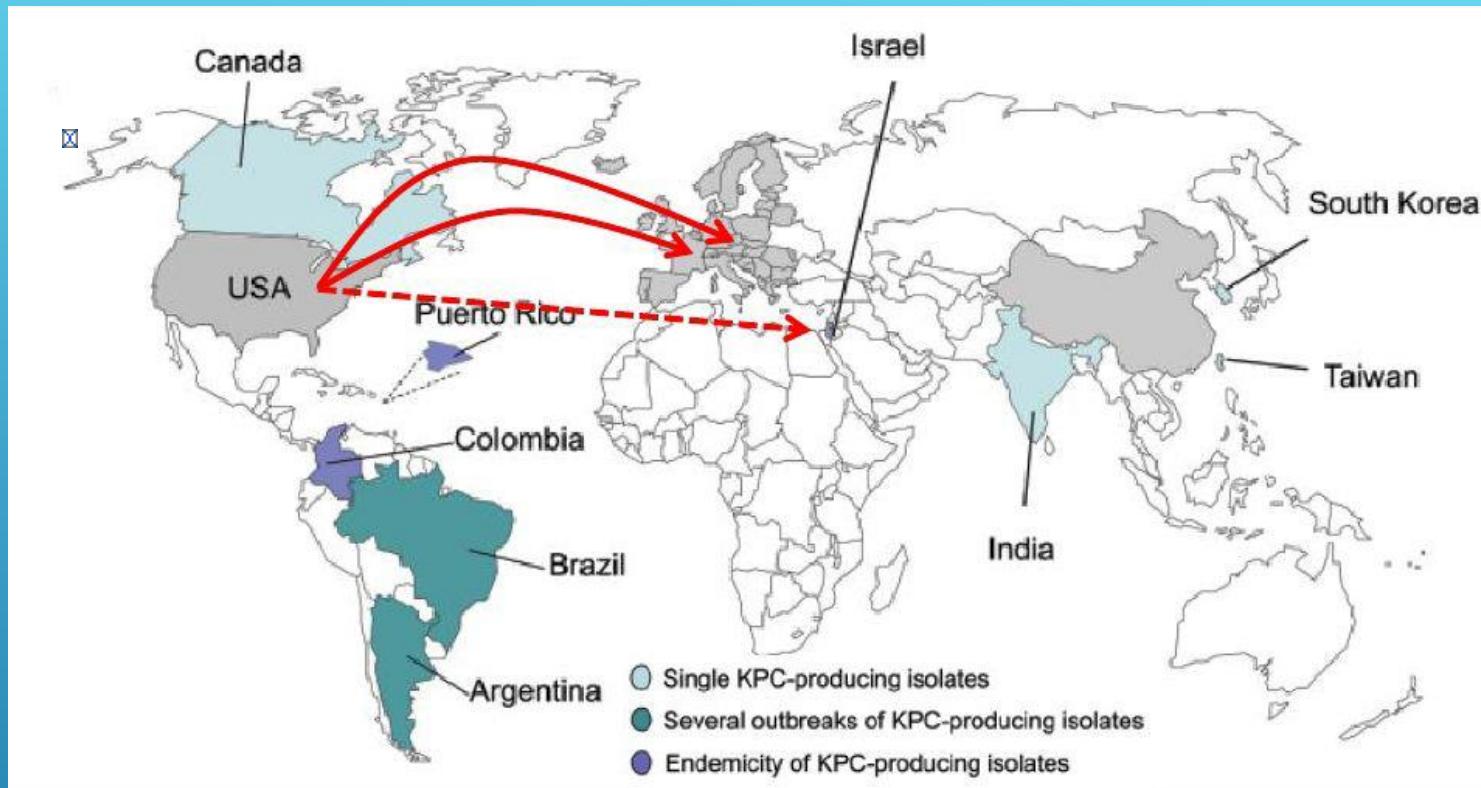 Israel
Canada
South Korea
USA
Puerto Rico
Taiwan
Colombia
India
Brazil
Argentina
Single KPC-producing isolates
Several outbreaks of KPC-producing isolates
Endemicity of KPC-producing isolates